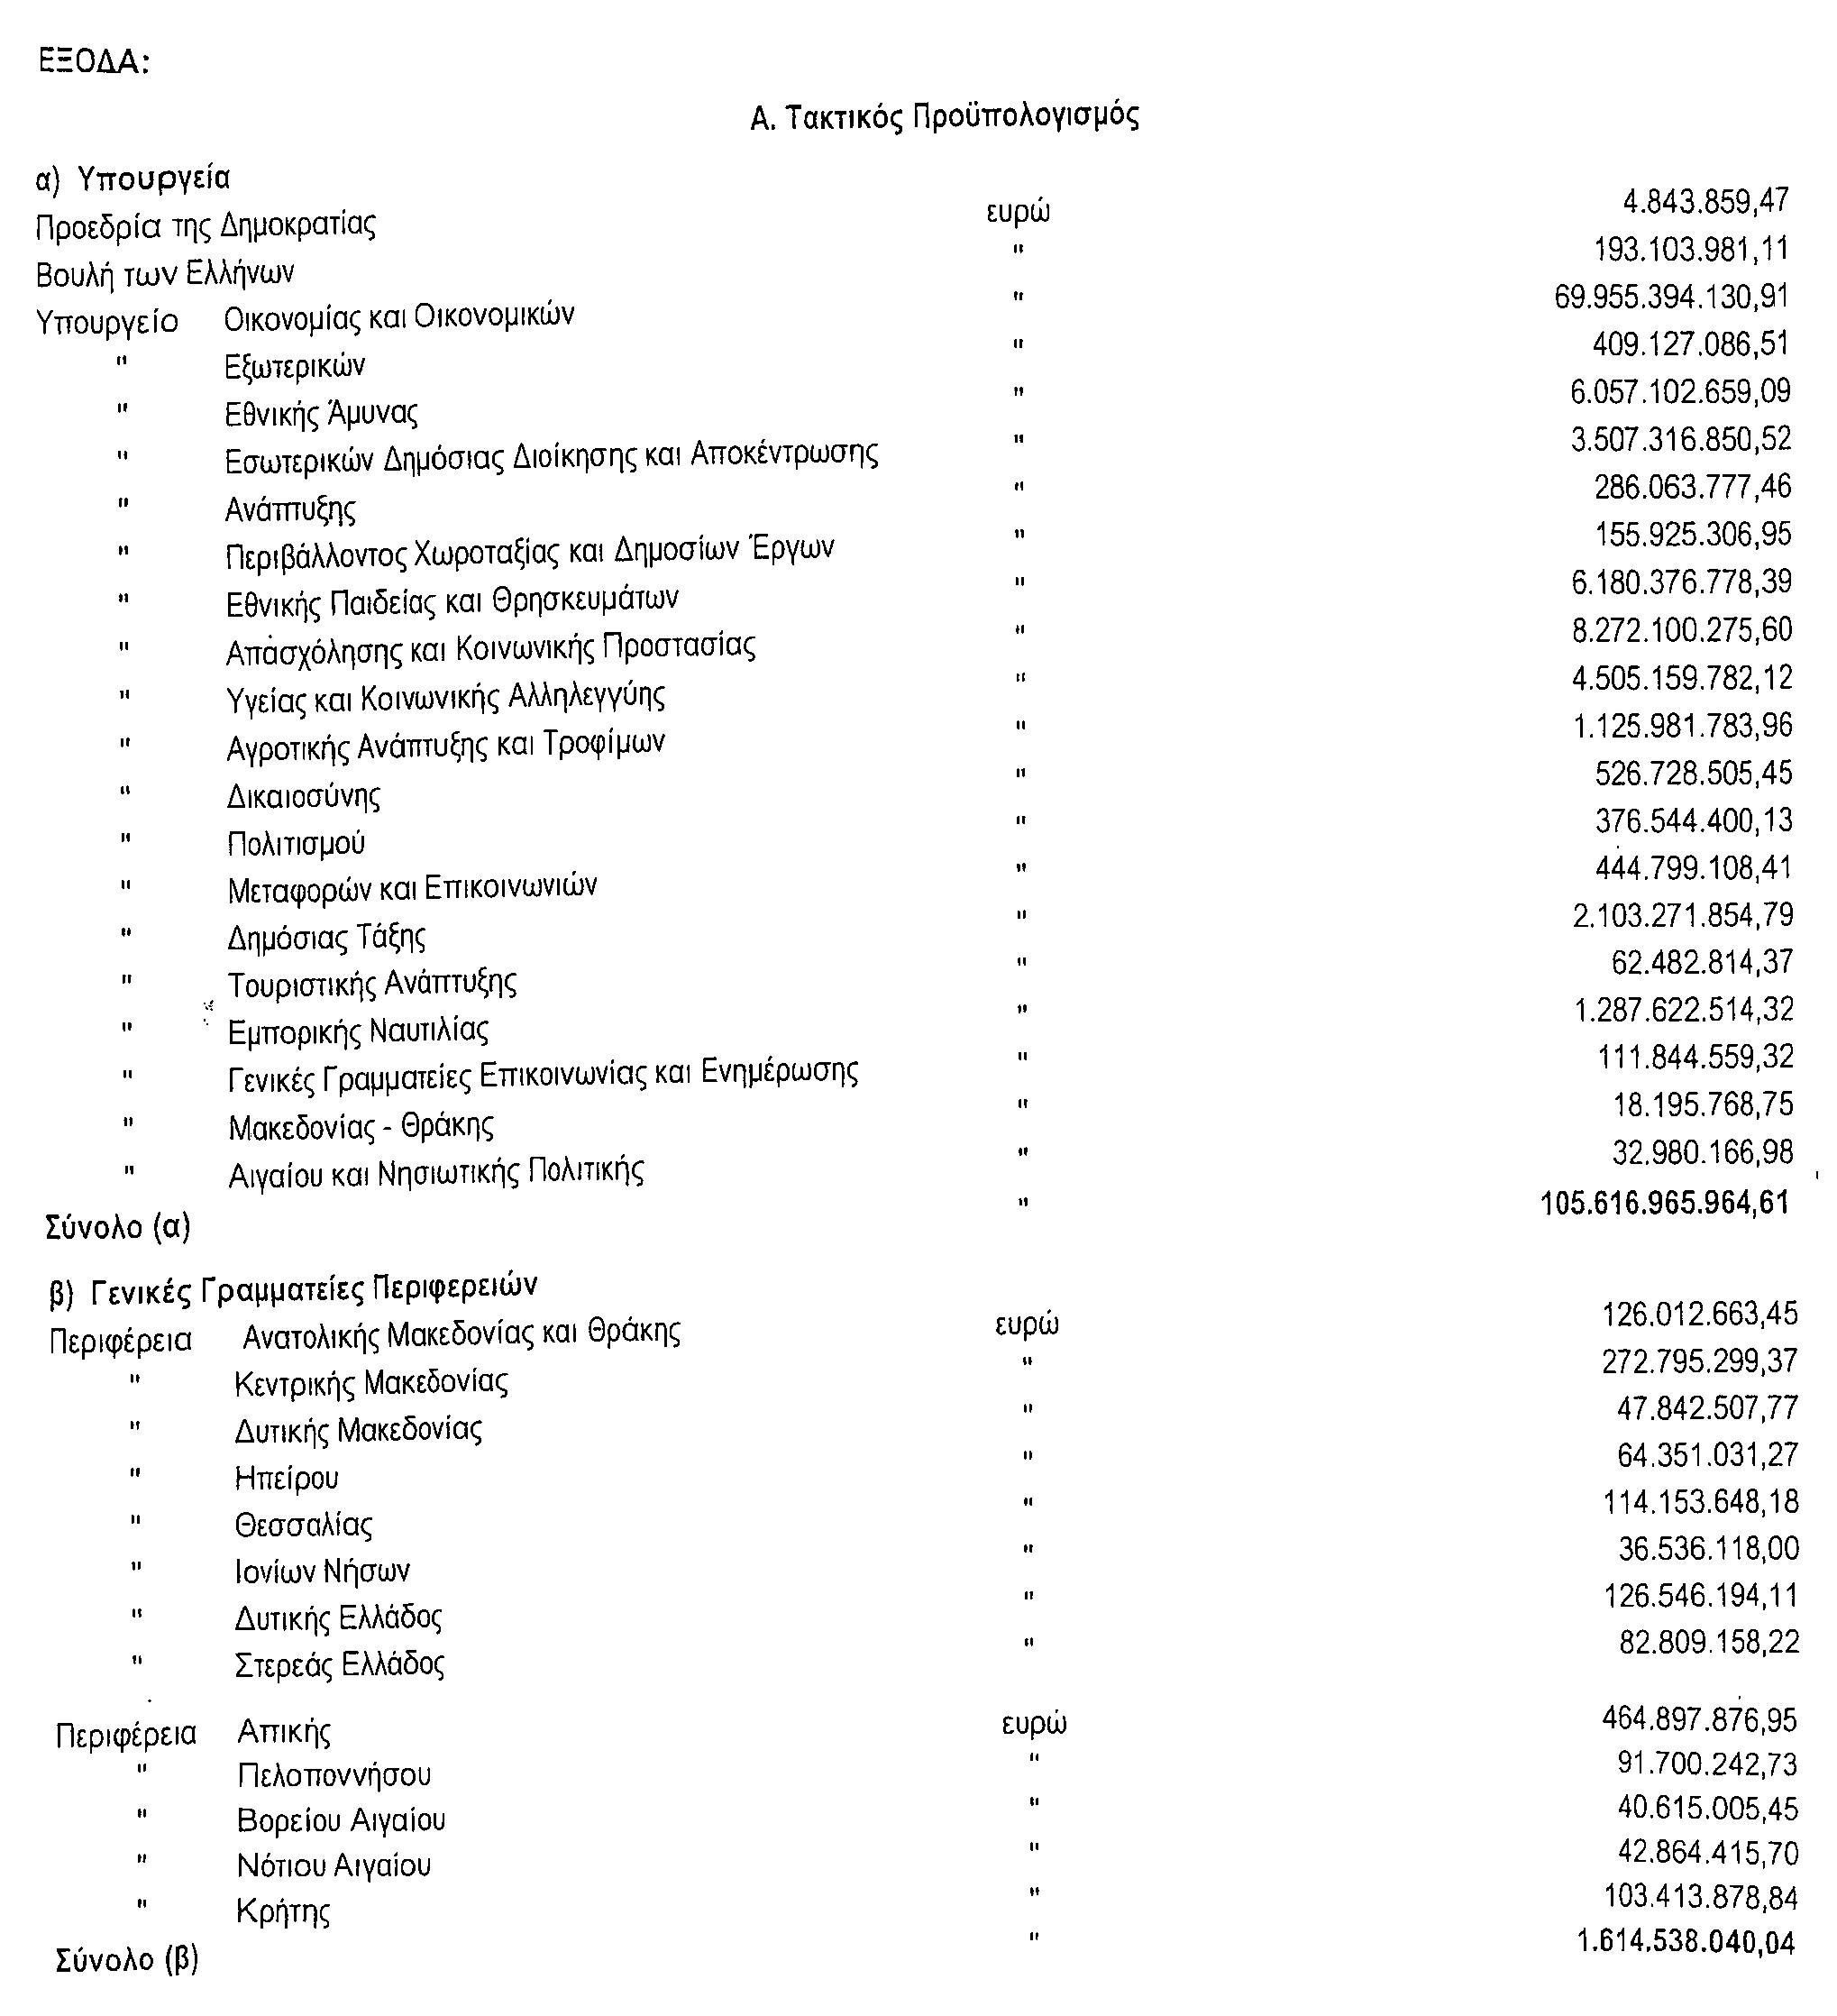 ΕΞΟΔΑ:
Α. Τακτικός Προϋπολογισμός
α) Υπουργεία
Προεδρία της Δημοκρατίας ευρώ 4.843.859,47
Βουλή των Ελλήνων " 193.103.981,11
Υπουργείο Οικονομίας και Οικονομικών " 69.955.394.130,91
" Εξωτερικών " 409.127.086,51
" Εθνικής Άμυνας " 6.057.102.659,09
" Εσωτερικών Δημόσιας Διοίκησης και Αποκέντρωσης " 3.507.316.850,52
" Ανάπτυξης " 286.063.777,46
" Περιβάλλοντος Χωροταξίας και Δημοσίων Έργων " 155.925.306,95
" Εθνικής Παιδείας και Θρησκευμάτων " 6.180.376.778,39
" Απασχόλησης και Κοινωνικής Προστασίας " 8.272.100.275,60
" Υγείας και Κοινωνικής Αλληλεγγύης " 4.505.159.782,12
" Αγροτικής Ανάπτυξης και Τροφίμων " 1.125.981.783,96
" Δικαιοσύνης " 526.728.505,45
" Πολιτισμού " 376.544.400,13
" Μεταφορών και Επικοινωνιών " 444.799.108,41
" Δημόσιας Τάξης " 2.103.271.854,79
" Τουριστικής Ανάπτυξης " 62.482.814,37
" Εμπορικής Ναυτιλίας " 1.287.622.514,32
" Γενικές Γραμματείες Επικοινωνίας και Ενημέρωσης " 111.844.559,32
" Μακεδονίας - Θράκης " 18.195.768,75
" Αιγαίου και Νησιωτικής Πολιτικής " 32.980.166,98
Σύνολο (α) " 105.616.965.964,61
β) Γενικές Γραμματείες Περιφερειών
Περιφέρεια Ανατολικής Μακεδονίας και Θράκης ευρώ 126.012.663,45
" Κεντρικής Μακεδονίας " 272.795.299,37
" Δυτικής Μακεδονίας " 47.842.507,77
" Ηπείρου " 64.351.031,27
" Θεσσαλίας " 114.153.648,18
" Ιονίων Νήσων " 36.536.118,00
" Δυτικής Ελλάδος " 126.546.194,11
" Στερεάς Ελλάδος " 82.809.158,22
Περιφέρεια Αττικής ευρώ 464.897.876,95
" Πελοποννήσου " 91.700.242,73
" Βορείου Αιγαίου " 40.615.005,45
" Νότιου Αιγαίου " 42.864.415,70
" Κρήτης " 103.413.878,84
Σύνολο (β) " 1.614.538.040,04